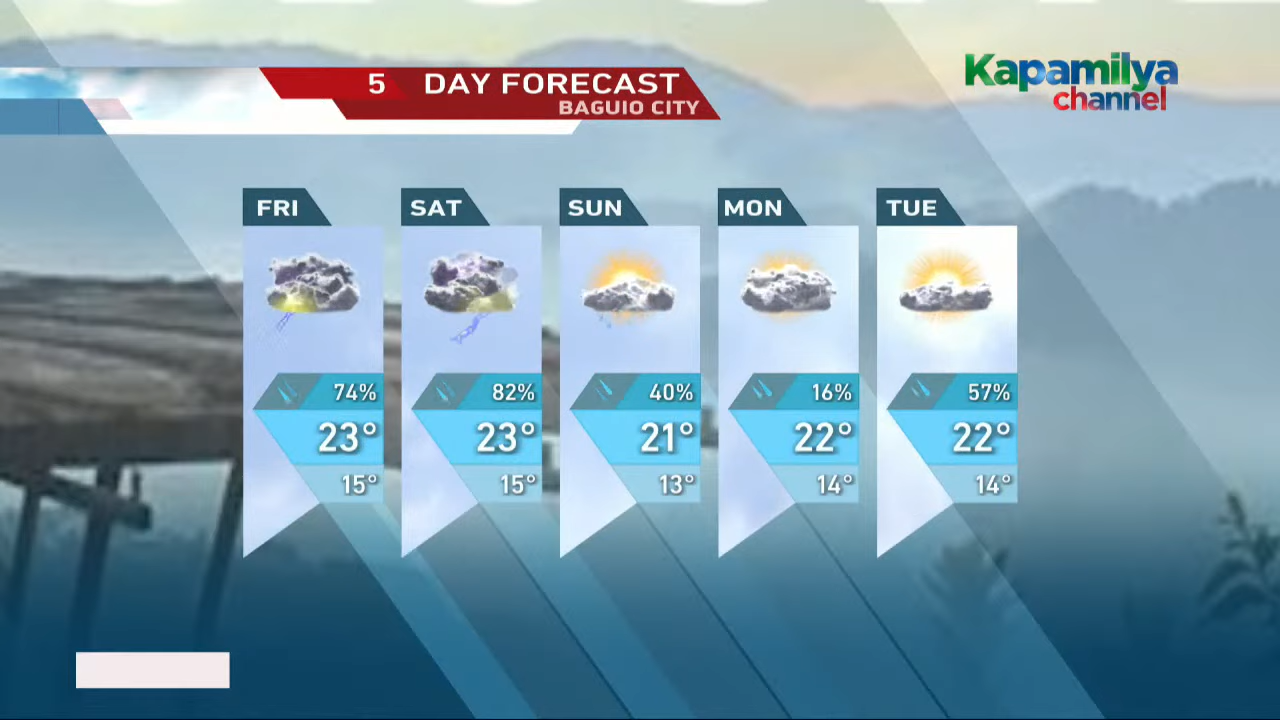 5 DAY FORECAST
BAGUIO CITY
Kapamilya
channel
FRI SAT SUN MON TUE
74% 82% 40% 16% 57%
23° 23° 21° 22° 22°
15° 15° 13° 14° 14°